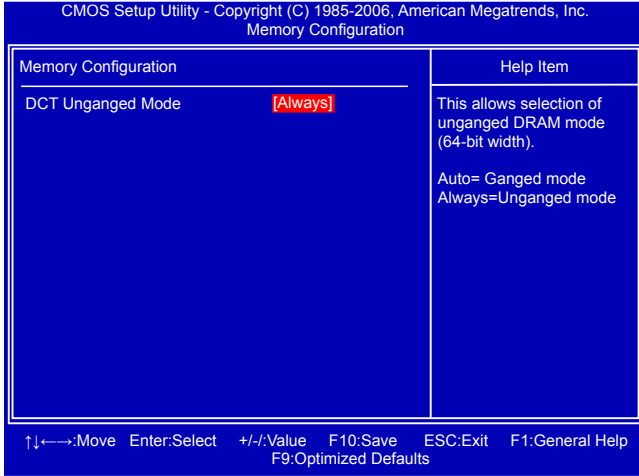 CMOS Setup Utility - Copyright (C) 1985-2006, American Megatrends, Inc.
Memory Configuration
Memory Configuration
Help Item
DCT Unganged Mode [Always]
This allows selection of
unganged DRAM mode
(64-bit width).
Auto= Ganged mode
Always=Unganged mode
↑↓←→:Move Enter:Select +/-/:Value F10:Save ESC:Exit F1:General Help
F9:Optimized Defaults